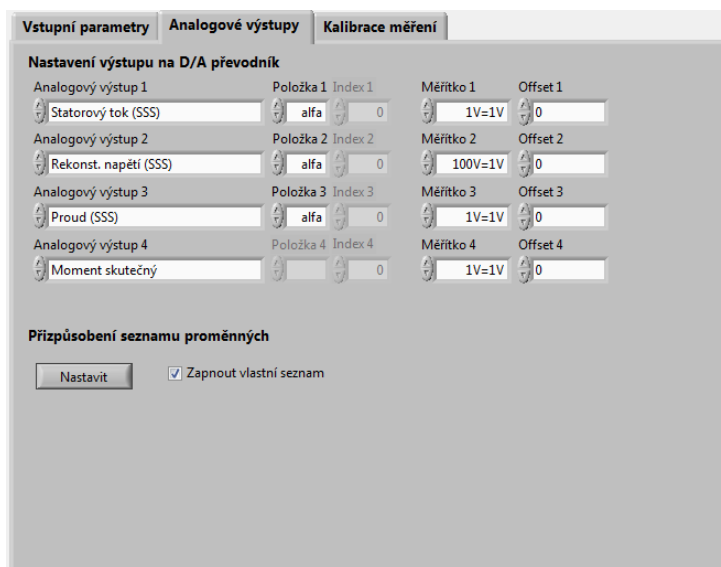 Vstupní parametry Analogové výstupy Kalibrace měření
Nastavení výstupu na D/A převodník
Analogový výstup 1 Položka 1 Index 1 Měřítko 1 Offset 1
Statorový tok (SSS) alfa 0 1V=1V 0
Analogový výstup 2 Položka 2 Index 2 Měřítko 2 Offset 2
Rekonst. napětí (SSS) alfa 0 100V=1V 0
Analogový výstup 3 Položka 3 Index 3 Měřítko 3 Offset 3
Proud (SSS) alfa 0 1V=1V 0
Analogový výstup 4 Položka 4 Index 4 Měřítko 4 Offset 4
Moment skutečný 0 1V=1V 0
Přizpůsobení seznamu proměnných
Nastavit Zapnout vlastní seznam